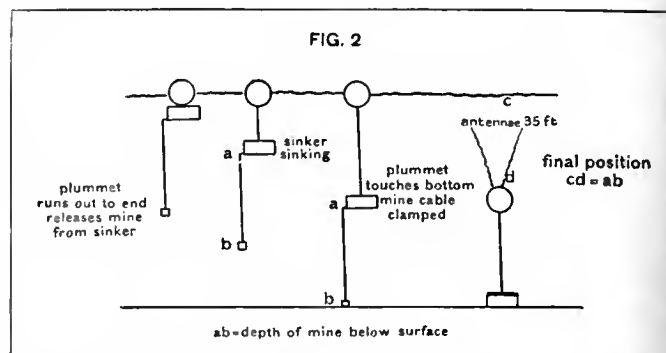 FIG. 2
plummet
runs out to end
releases mine
from sinker
a
b
sinker
sinking
a
b
plummet
touches bottom
mine cable
clamped
c
antennae 35 ft
d
final position
cd = ab
ab=depth of mine below surface